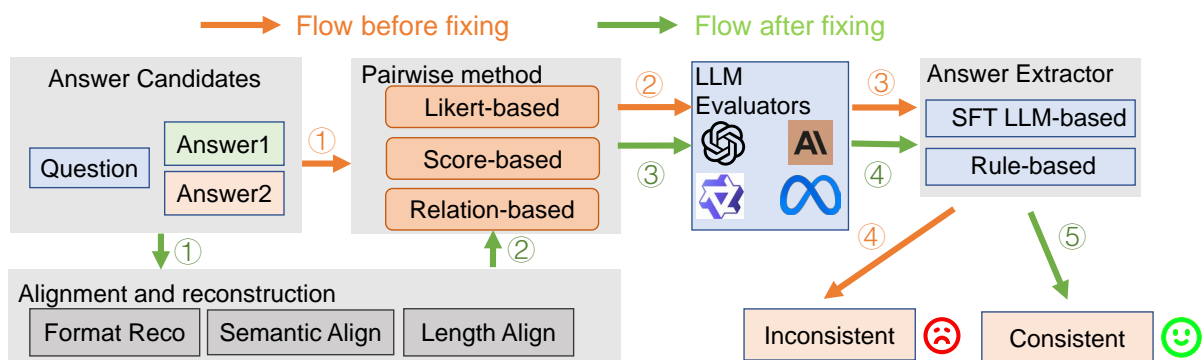 Flow before fixing
Flow after fixing
Answer Candidates
Question
Answer1
Answer2
①
①
Pairwise method
Likert-based
Score-based
Relation-based
②
②
③
LLM
Evaluators
AI
③
④
Answer Extractor
SFT LLM-based
Rule-based
④
⑤
Alignment and reconstruction
Format Reco
Semantic Align
Length Align
Inconsistent
Consistent